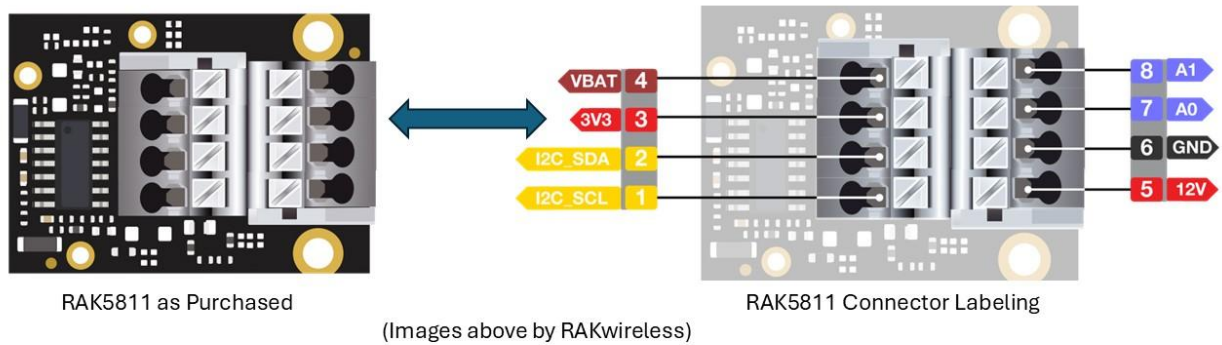 VBAT 4
3V3 3
I2C_SDA 2
I2C_SCL 1
8 A1
7 A0
6 GND
5 12V
RAK5811 as Purchased
RAK5811 Connector Labeling
(Images above by RAKwireless)